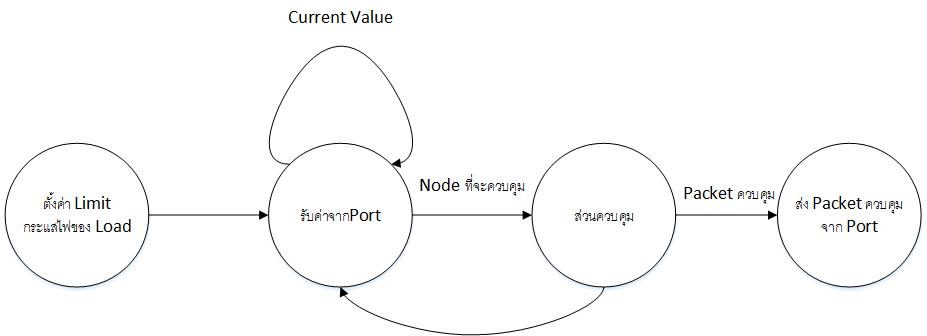 Current Value
ตั้งค่า Limit
กระแสไฟของ Load
รับค่าจากPort
Node ที่จะควบคุม
ส่วนควบคุม
Packet ควบคุม
ส่ง Packet ควบคุม
จาก Port